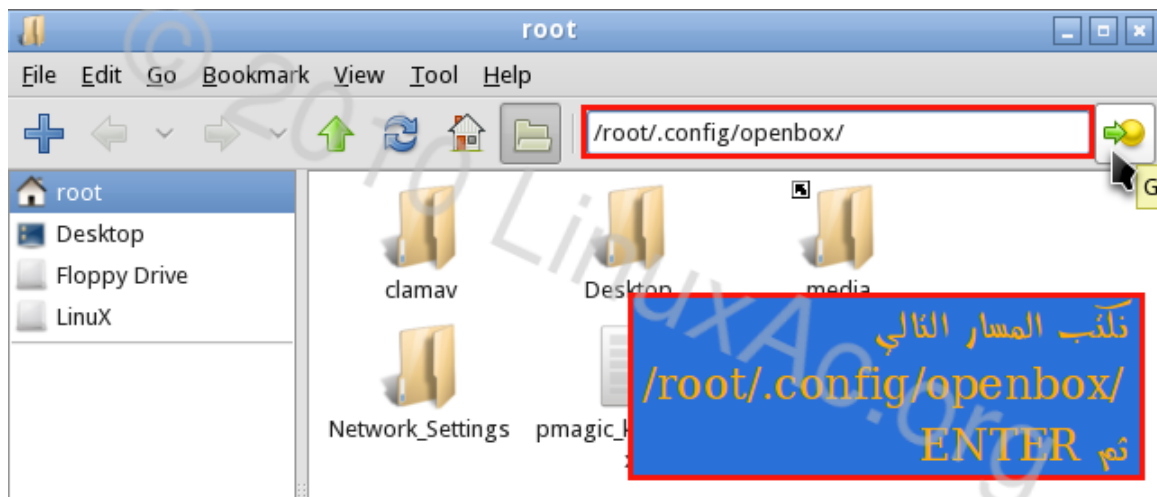 root
File Edit Go Bookmark View Tool Help
/root/.config/openbox/
G
root
Desktop
Floppy Drive
LinuX
clamav
Desktop
media
Network_Settings
pmagic_
نكتب المسار التالي
/root/.config/openbox/
ثم ENTER
© 2010 LinuxAc.org